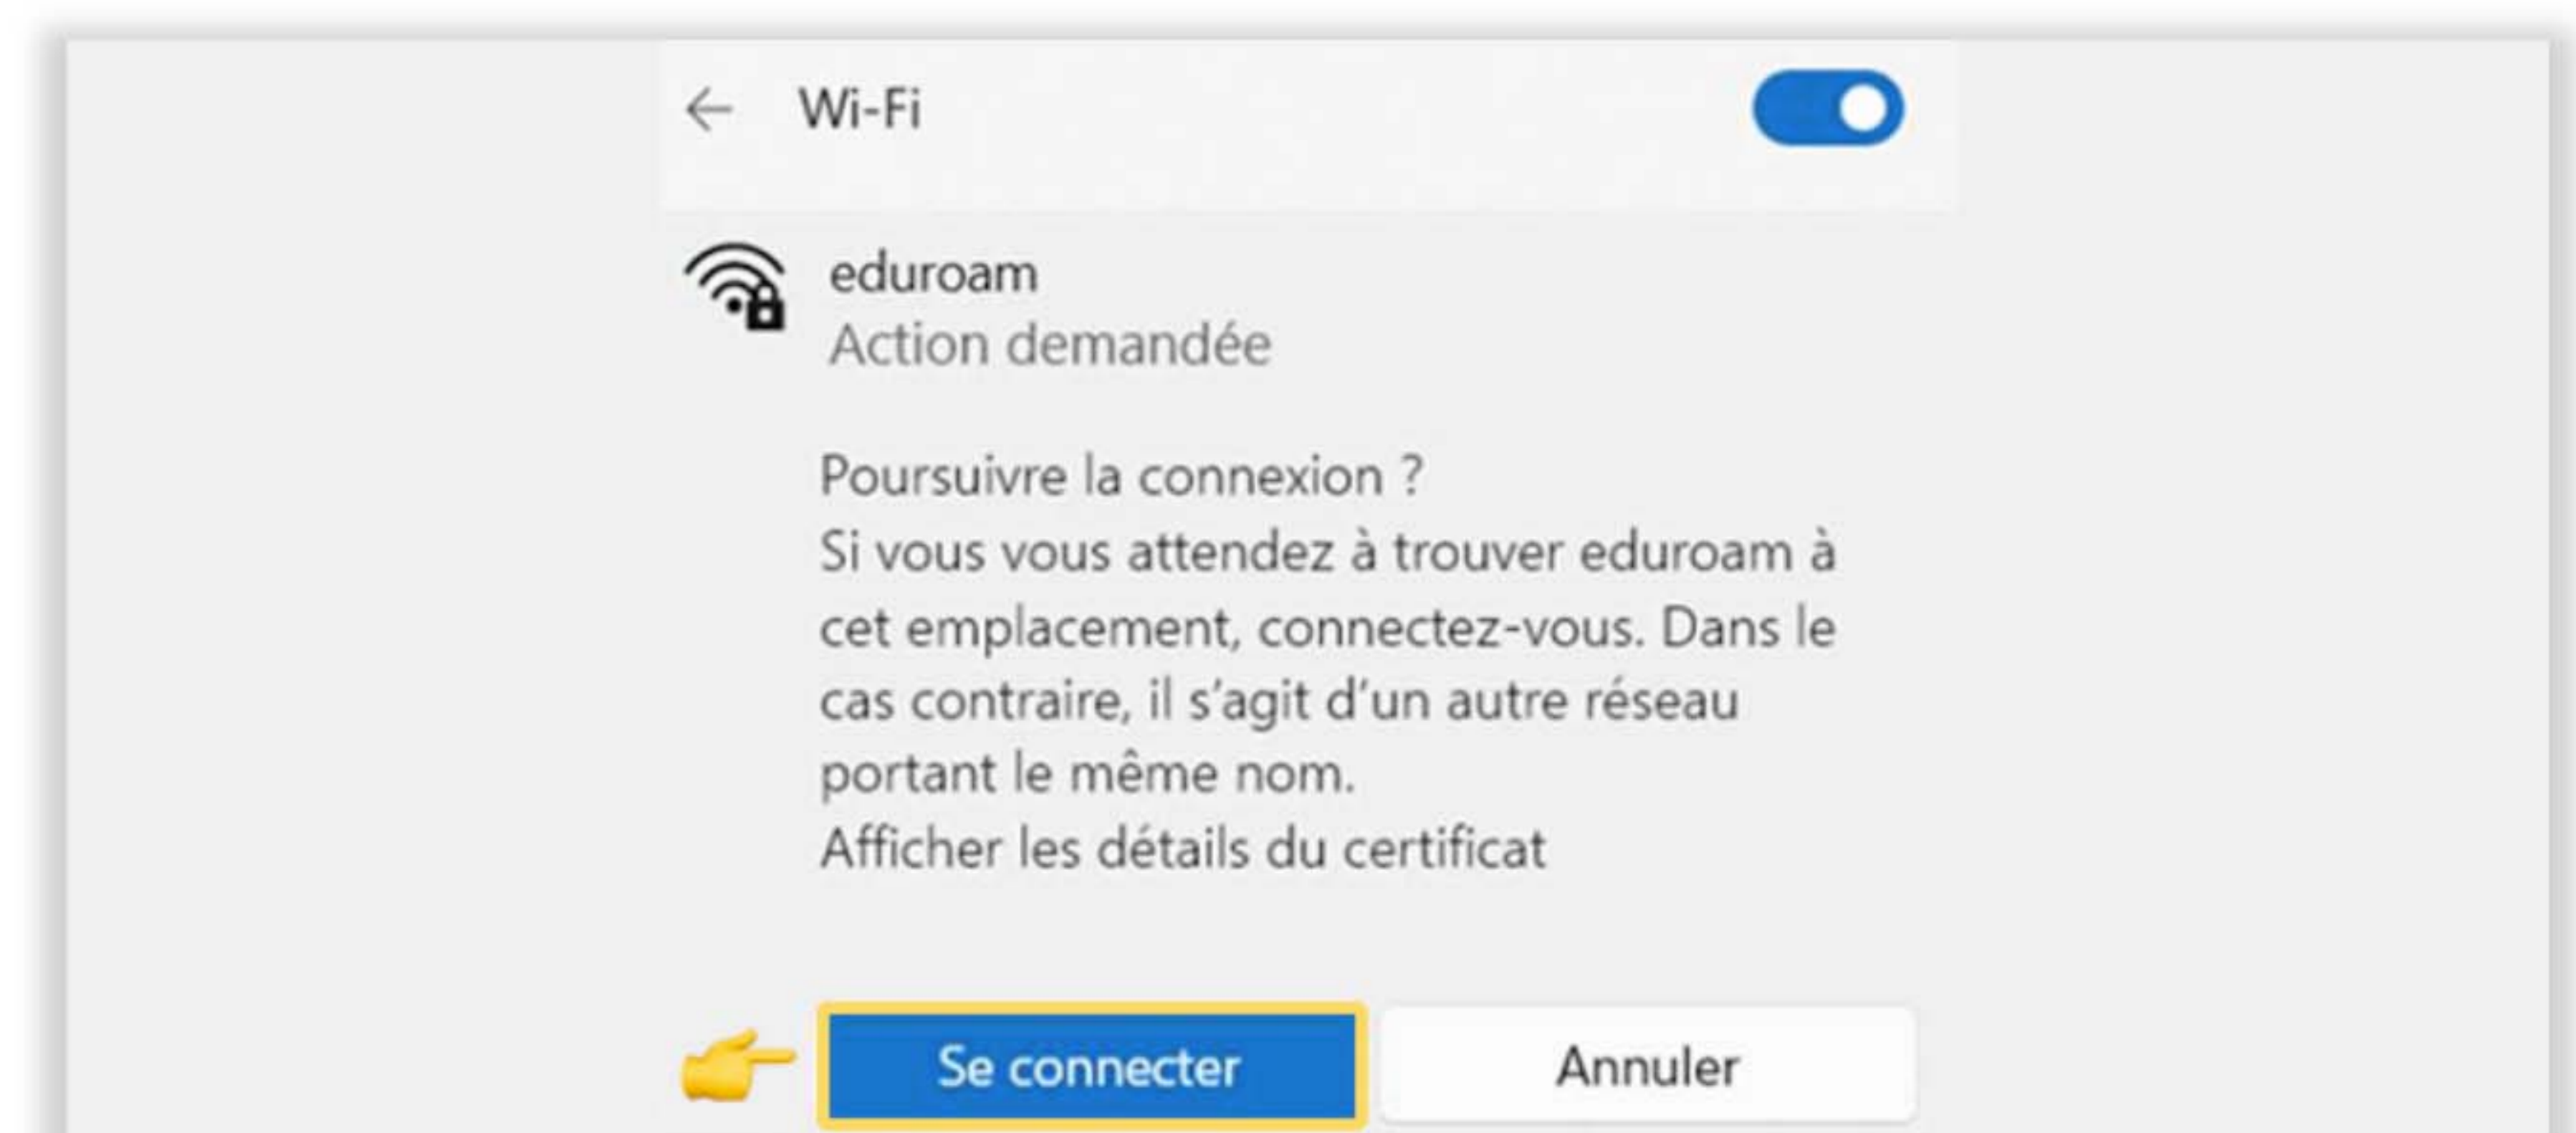 Wi-Fi
eduroam
Action demandée
Poursuivre la connexion ?
Si vous vous attendez à trouver eduroam à
cet emplacement, connectez-vous. Dans le
cas contraire, il s’agit d’un autre réseau
portant le même nom.
Afficher les détails du certificat
Se connecter
Annuler